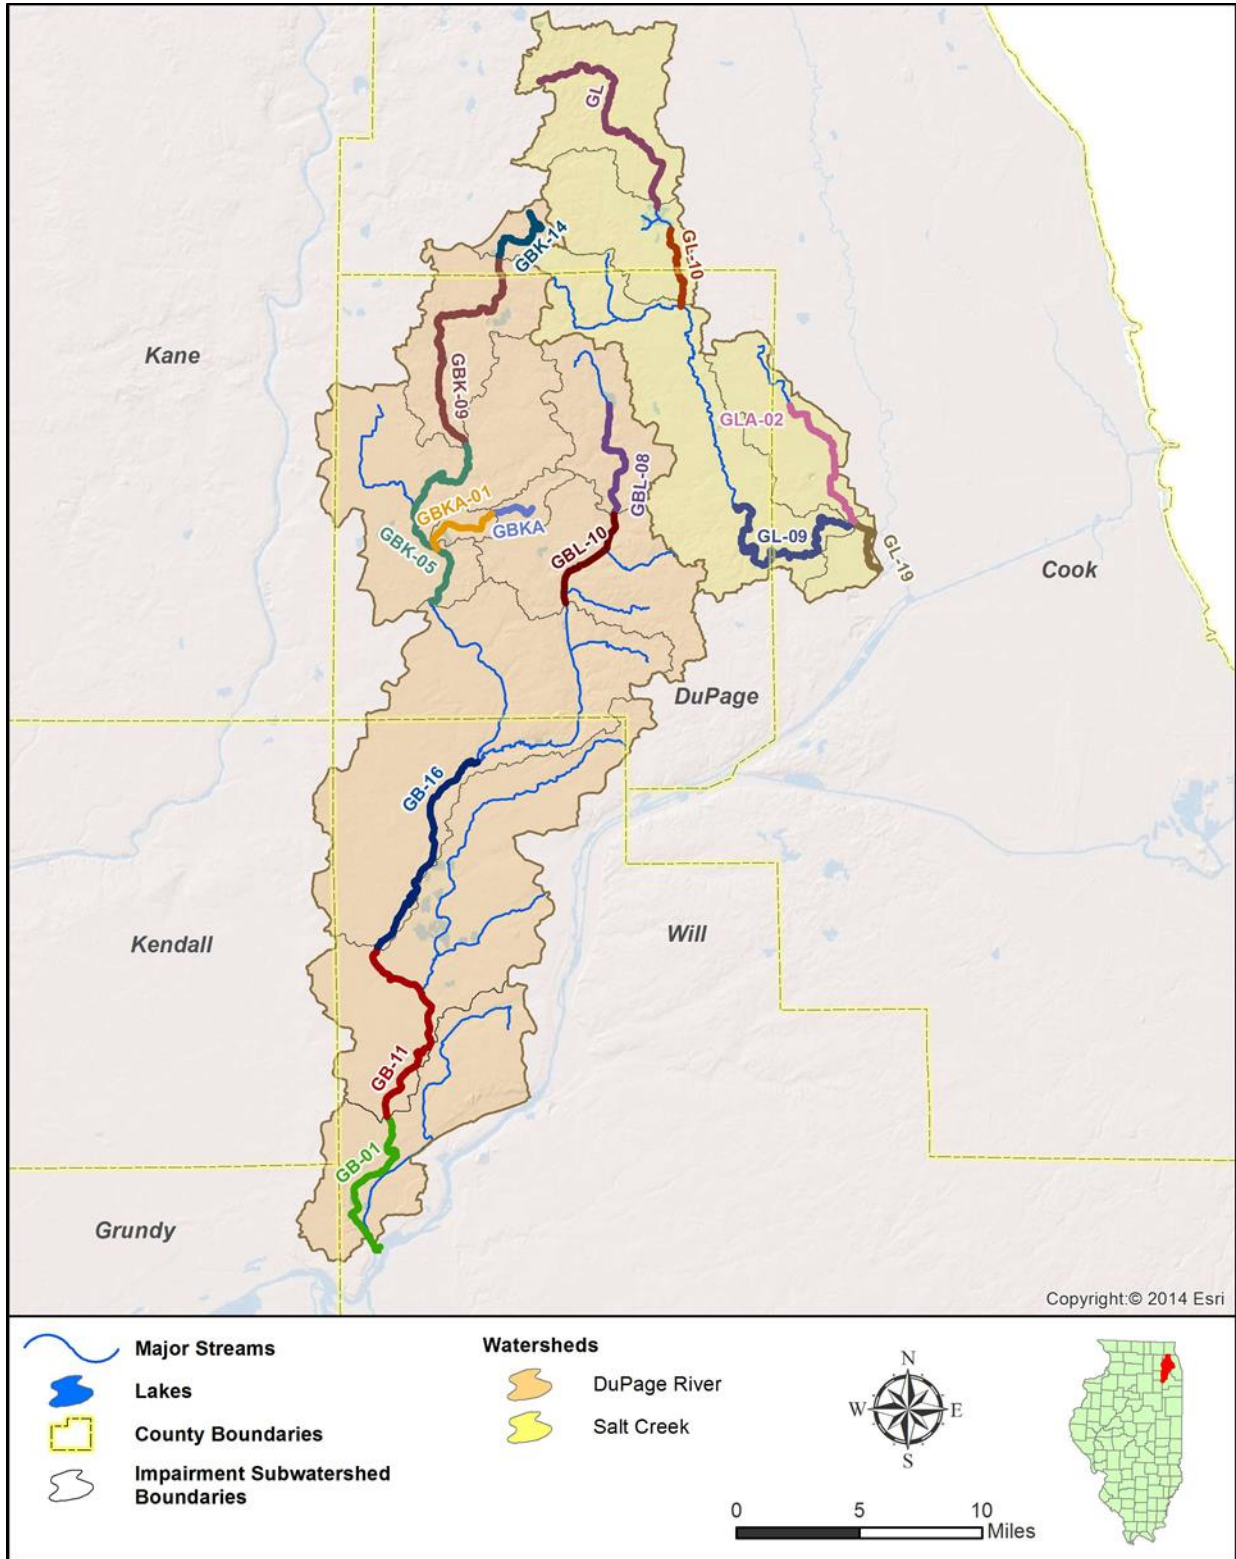 GL
GBK-14
GL-10
Kane
GBK-09
GLA-02
GBL-08
GBKA-01
GBKA
GBK-05
GBL-10
GL-09
GL-19
Cook
DuPage
GB-16
Kendall
Will
GB-11
GB-01
Grundy
Copyright:© 2014 Esri
Major Streams
Lakes
County Boundaries
Impairment Subwatershed
Boundaries
Watersheds
DuPage River
Salt Creek
N
W E
S
0 5 10
Miles